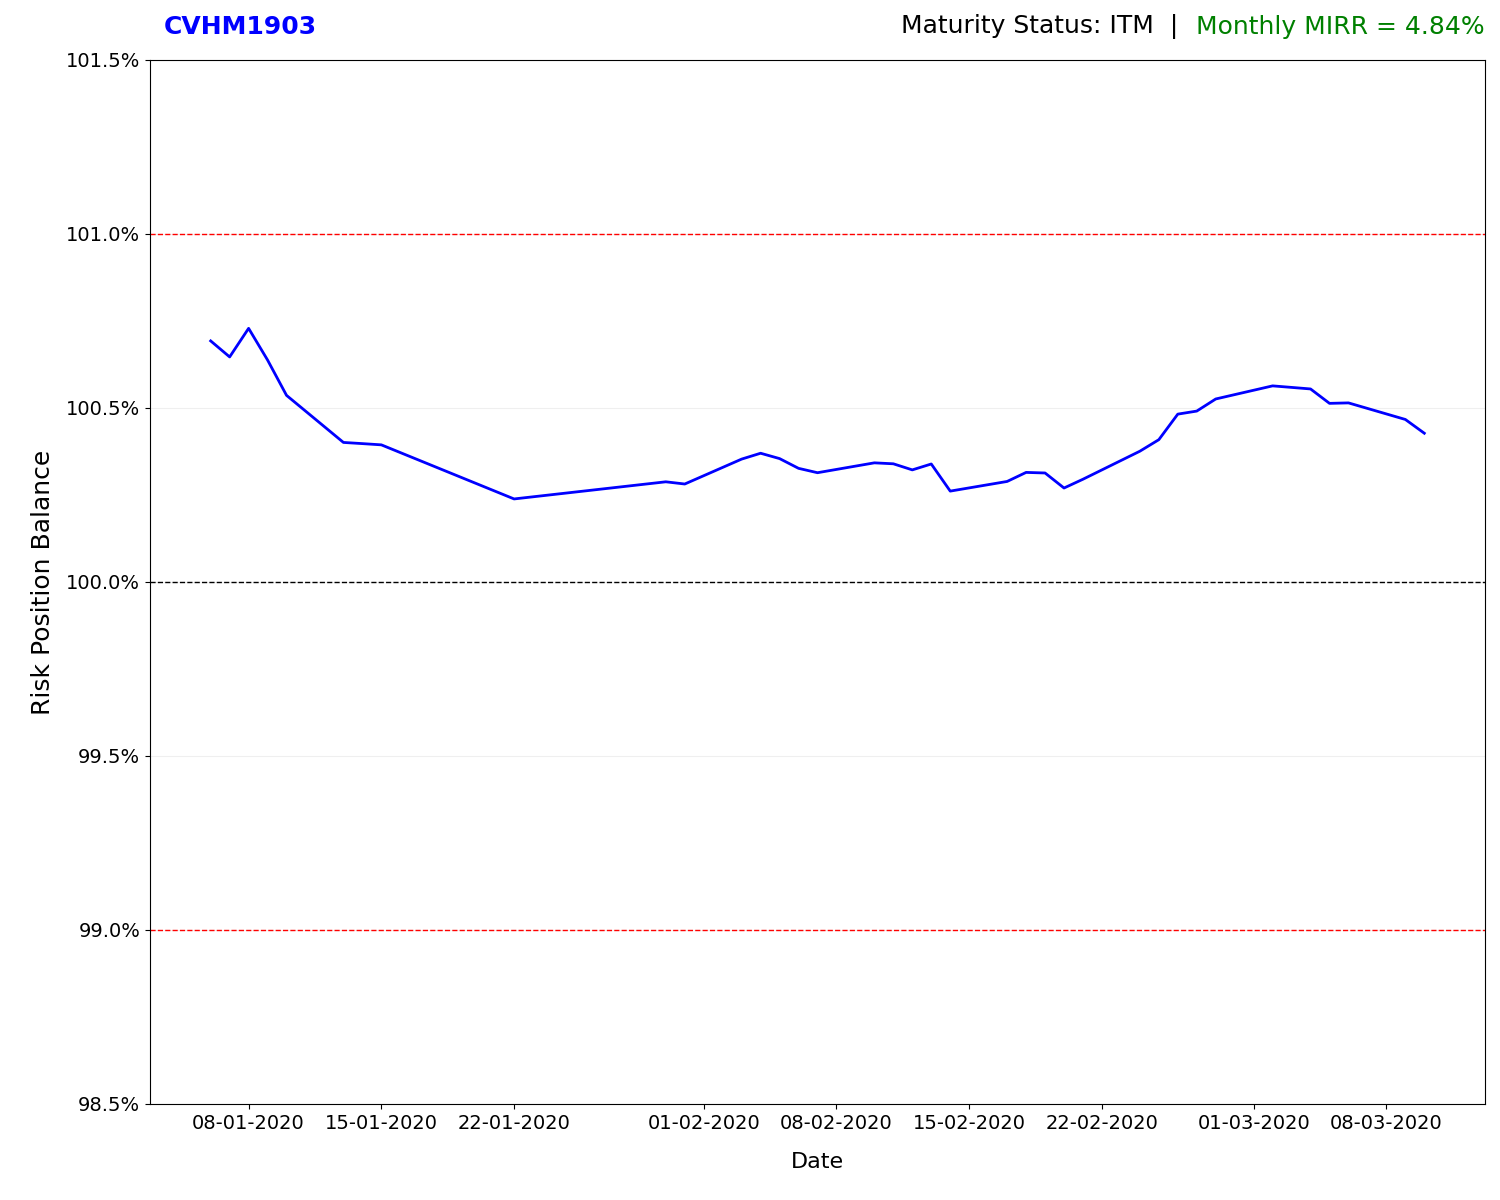 CVHM1903
Maturity Status: ITM | Monthly MIRR = 4.84%
101.5%
101.0%
100.5%
100.0%
99.5%
99.0%
98.5%
Risk Position Balance
08-01-2020 15-01-2020 22-01-2020 01-02-2020 08-02-2020 15-02-2020 22-02-2020 01-03-2020 08-03-2020
Date